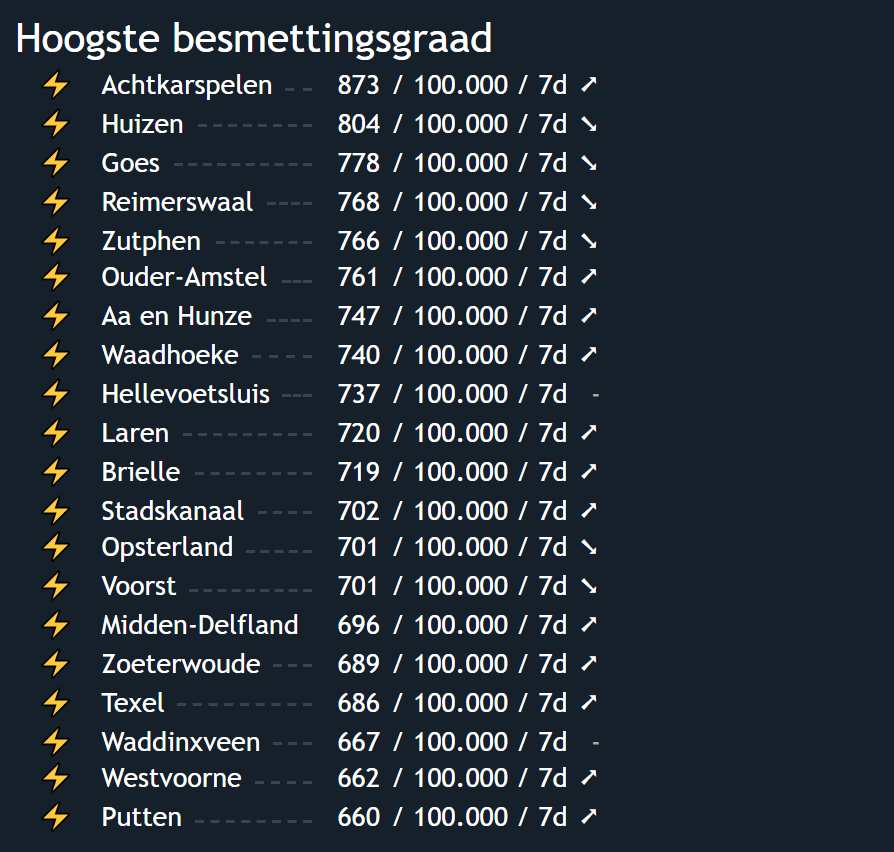 Hoogste besmettingsgraad
⚡ Achtkarspelen -- 873 / 100.000 / 7d ➚
⚡ Huizen -------- 804 / 100.000 / 7d ➘
⚡ Goes ---------- 778 / 100.000 / 7d ➘
⚡ Reimerswaal ---- 768 / 100.000 / 7d ➘
⚡ Zutphen ------- 766 / 100.000 / 7d ➘
⚡ Ouder-Amstel --- 761 / 100.000 / 7d ➚
⚡ Aa en Hunze ---- 747 / 100.000 / 7d ➚
⚡ Waadhoeke ---- 740 / 100.000 / 7d ➚
⚡ Hellevoetsluis --- 737 / 100.000 / 7d -
⚡ Laren --------- 720 / 100.000 / 7d ➚
⚡ Brielle -------- 719 / 100.000 / 7d ➚
⚡ Stadskanaal ---- 702 / 100.000 / 7d ➚
⚡ Opsterland ----- 701 / 100.000 / 7d ➘
⚡ Voorst --------- 701 / 100.000 / 7d ➘
⚡ Midden-Delfland 696 / 100.000 / 7d ➚
⚡ Zoeterwoude --- 689 / 100.000 / 7d ➚
⚡ Texel --------- 686 / 100.000 / 7d ➚
⚡ Waddinxveen --- 667 / 100.000 / 7d -
⚡ Westvoorne ---- 662 / 100.000 / 7d ➚
⚡ Putten -------- 660 / 100.000 / 7d ➚